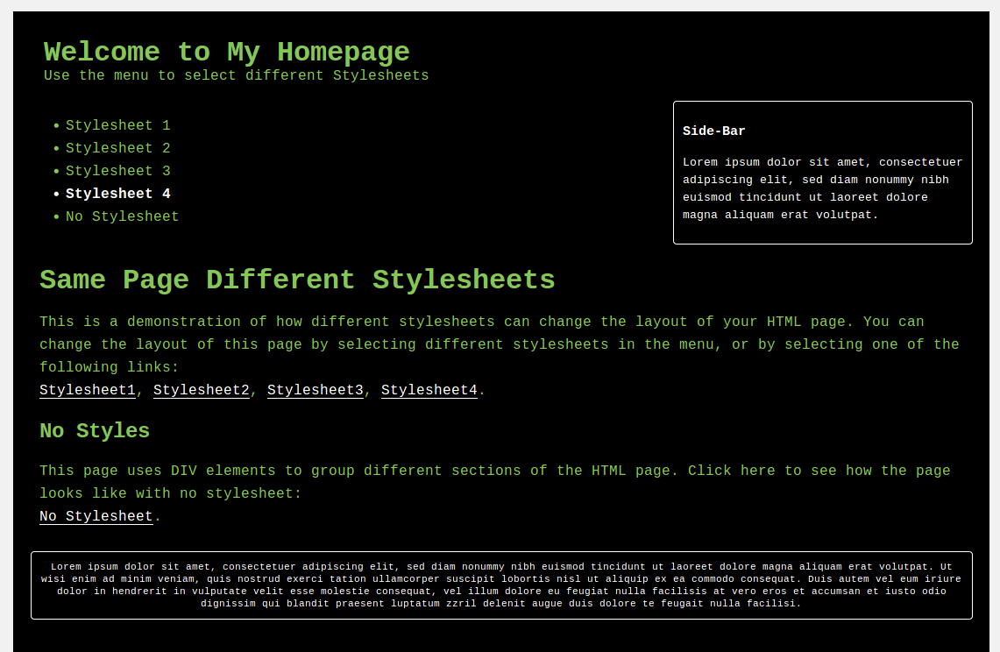 Welcome to My Homepage
Use the menu to select different Stylesheets
Stylesheet 1
Stylesheet 2
Stylesheet 3
Stylesheet 4
No Stylesheet
Side-Bar
Lorem ipsum dolor sit amet, consectetuer
adipiscing elit, sed diam nonummy nibh
euismod tincidunt ut laoreet dolore
magna aliquam erat volutpat.
Same Page Different Stylesheets
This is a demonstration of how different stylesheets can change the layout of your HTML page. You can
change the layout of this page by selecting different stylesheets in the menu, or by selecting one of the
following links:
Stylesheet1, Stylesheet2, Stylesheet3, Stylesheet4.
No Styles
This page uses DIV elements to group different sections of the HTML page. Click here to see how the page
looks like with no stylesheet:
No Stylesheet.
Lorem ipsum dolor sit amet, consectetuer adipiscing elit, sed diam nonummy nibh euismod tincidunt ut laoreet dolore magna aliquam erat volutpat. Ut
wisi enim ad minim veniam, quis nostrud exerci tation ullamcorper suscipit lobortis nisl ut aliquip ex ea commodo consequat. Duis autem vel eum iriure
dolor in hendrerit in vulputate velit esse molestie consequat, vel illum dolore eu feugiat nulla facilisis at vero eros et accumsan et iusto odio
dignissim qui blandit praesent luptatum zzril delenit augue duis dolore te feugait nulla facilisi.